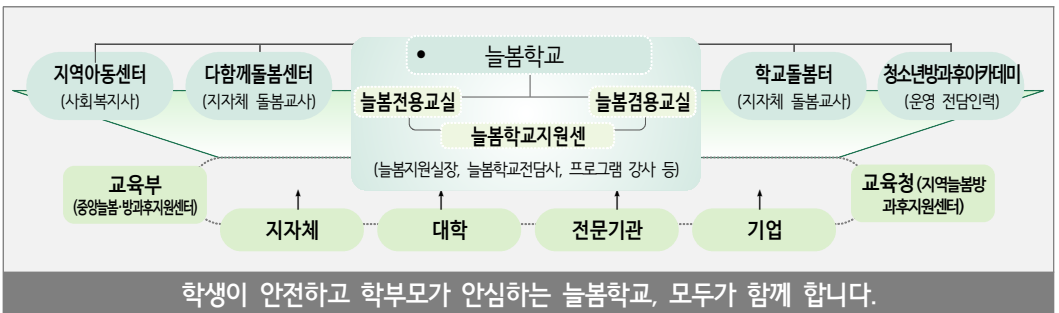 • 늘봄학교
지역아동센터
(사회복지사)
다함께돌봄센터
(지자체 돌봄교사)
학교돌봄터
(지자체 돌봄교사)
청소년방과후아카데미
(운영 전담인력)
늘봄전용교실
늘봄겸용교실
늘봄학교지원센
(늘봄지원실장, 늘봄학교전담사, 프로그램 강사 등)
교육부
(중앙늘봄·방과후지원센터)
교육청(지역늘봄방
과후지원센터)
지자체
대학
전문기관
기업
학생이 안전하고 학부모가 안심하는 늘봄학교, 모두가 함께 합니다.